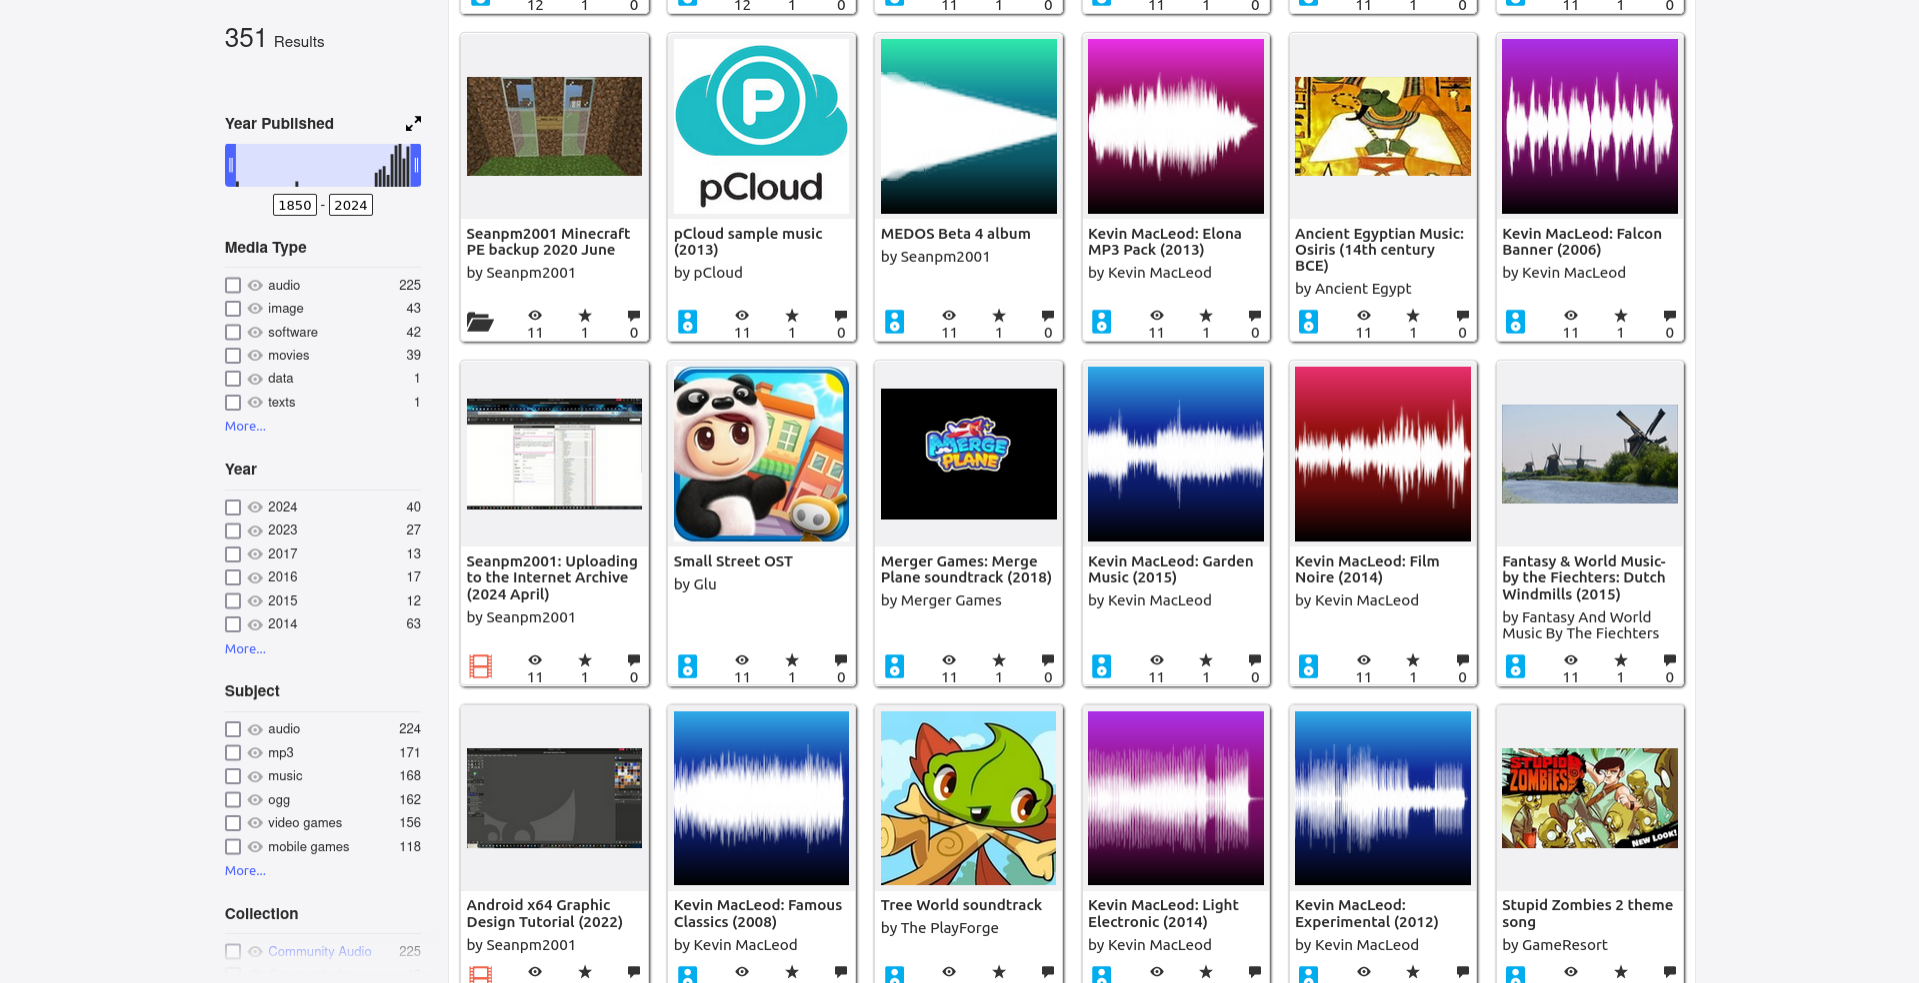 12 1 0
12 1 0
11 1 0
11 1 0
11 1 0
11 1 0
351 Results
Year Published
1850 - 2024
Media Type
audio 225
image 43
software 42
movies 39
data 1
texts 1
More...
Year
2024 40
2023 27
2017 13
2016 17
2015 12
2014 63
More...
Subject
audio 224
mp3 171
music 168
ogg 162
video games 156
mobile games 118
More...
Collection
Community Audio 225
Seanpm2001 Minecraft
PE backup 2020 June
by Seanpm2001
11 1 0
P
pCloud
pCloud sample music
(2013)
by pCloud
11 1 0
MEDOS Beta 4 album
by Seanpm2001
11 1 0
Kevin MacLeod: Elona
MP3 Pack (2013)
by Kevin MacLeod
11 1 0
Ancient Egyptian Music:
Osiris (14th century
BCE)
by Ancient Egypt
11 1 0
Kevin MacLeod: Falcon
Banner (2006)
by Kevin MacLeod
11 1 0
Seanpm2001: Uploading
to the Internet Archive
(2024 April)
by Seanpm2001
11 1 0
Small Street OST
by Glu
11 1 0
MERGE
PLANE
Merger Games: Merge
Plane soundtrack (2018)
by Merger Games
11 1 0
Kevin MacLeod: Garden
Music (2015)
by Kevin MacLeod
11 1 0
Kevin MacLeod: Film
Noire (2014)
by Kevin MacLeod
11 1 0
Fantasy & World Music-
by the Fiechters: Dutch
Windmills (2015)
by Fantasy And World
Music By The Fiechters
11 1 0
Android x64 Graphic
Design Tutorial (2022)
by Seanpm2001
Kevin MacLeod: Famous
Classics (2008)
by Kevin MacLeod
Tree World soundtrack
by The PlayForge
Kevin MacLeod: Light
Electronic (2014)
by Kevin MacLeod
Kevin MacLeod:
Experimental (2012)
by Kevin MacLeod
STUPID
ZOMBIES
NEW LOOK!
Stupid Zombies 2 theme
song
by GameResort